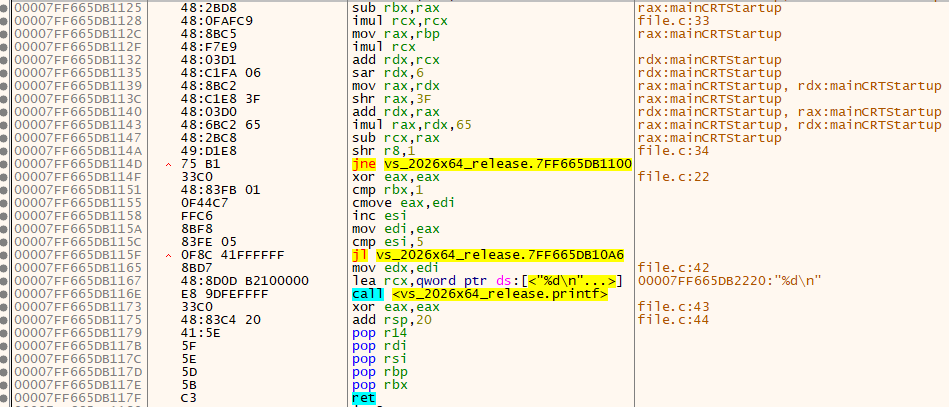 00007FF665DB1125 48:2BD8 sub rbx,rax rax:mainCRTStartup
00007FF665DB1128 48:0FAFC9 imul rcx,rcx file.c:33
00007FF665DB112C 48:8BC5 mov rax,rbp rax:mainCRTStartup
00007FF665DB112F 48:F7E9 imul rcx
00007FF665DB1132 48:03D1 add rdx,rcx rdx:mainCRTStartup
00007FF665DB1135 48:C1FA 06 sar rdx,6 rdx:mainCRTStartup
00007FF665DB1139 48:8BC2 mov rax,rdx rax:mainCRTStartup, rdx:mainCRTStartup
00007FF665DB113C 48:C1E8 3F shr rax,3F rax:mainCRTStartup
00007FF665DB1140 48:03D0 add rdx,rax rdx:mainCRTStartup, rax:mainCRTStartup
00007FF665DB1143 48:6BC2 65 imul rax,rdx,65 rax:mainCRTStartup, rdx:mainCRTStartup
00007FF665DB1147 48:2BC8 sub rcx,rax rax:mainCRTStartup
00007FF665DB114A 49:D1E8 shr r8,1 file.c:34
00007FF665DB114D 75 B1 jne vs_2026x64_release.7FF665DB1100
00007FF665DB114F 33C0 xor eax,eax file.c:22
00007FF665DB1151 48:83FB 01 cmp rbx,1
00007FF665DB1155 0F44C7 cmove eax,edi
00007FF665DB1158 FFC6 inc esi
00007FF665DB115A 8BF8 mov edi,eax
00007FF665DB115C 83FE 05 cmp esi,5
00007FF665DB115F 0F8C 41FFFFFF jl vs_2026x64_release.7FF665DB10A6
00007FF665DB1165 8BD7 mov edx,edi file.c:42
00007FF665DB1167 48:8D0D B2100000 lea rcx,qword ptr ds:[<"%d\n"...>] 00007FF665DB2220:"%d\n"
00007FF665DB116E E8 9DFEFFFF call <vs_2026x64_release.printf>
00007FF665DB1173 33C0 xor eax,eax file.c:43
00007FF665DB1175 48:83C4 20 add rsp,20 file.c:44
00007FF665DB1179 41:5E pop r14
00007FF665DB117B 5F pop rdi
00007FF665DB117C 5E pop rsi
00007FF665DB117D 5D pop rbp
00007FF665DB117E 5B pop rbx
00007FF665DB117F C3 ret